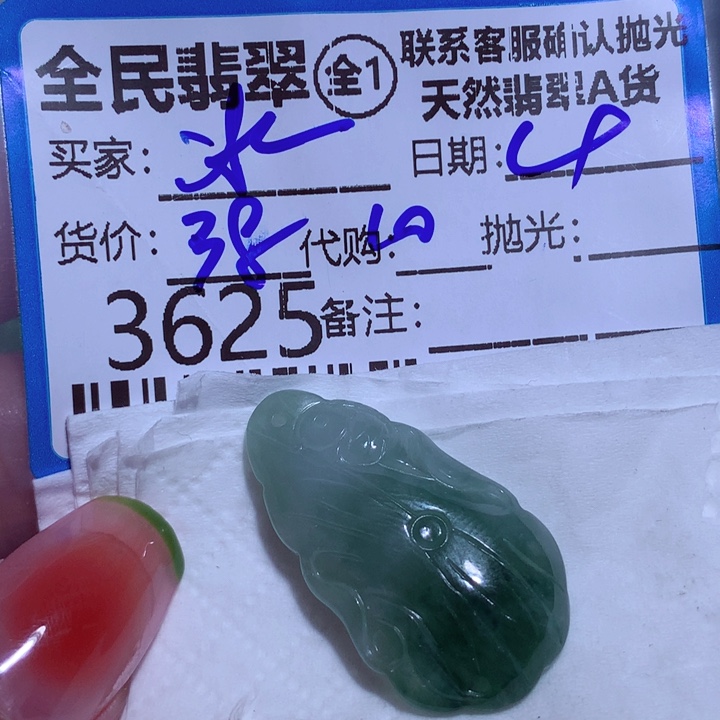 全民翡翠 全1 联系客服确认抛光
天然翡翠A货
买家： 日期：
货价：38 代购：10 抛光：
3625 备注：